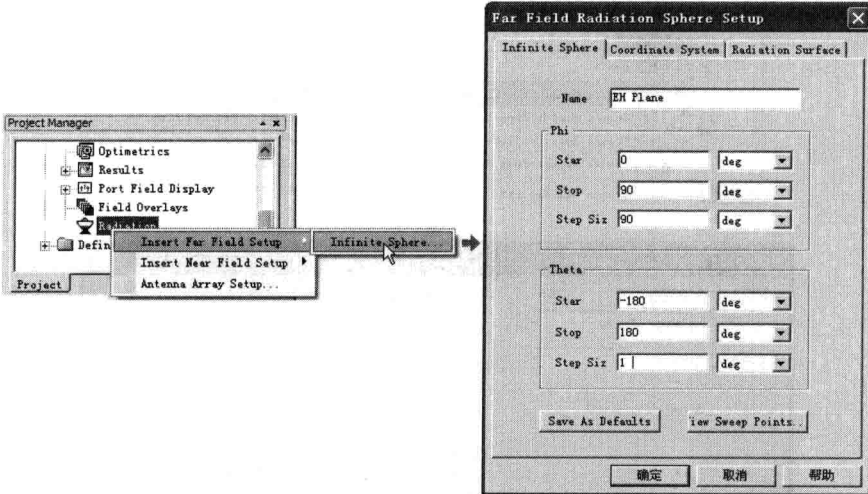 Project Manager
Optimetrics
Results
Port Field Display
Field Overlays
Radiation
Defin
Insert Far Field Setup
Infinite Sphere...
Insert Near Field Setup
Antenna Array Setup...
Project
Far Field Radiation Sphere Setup
Infinite Sphere
Coordinate System
Radiation Surface
Name EH Plane
Phi
Star 0 deg
Stop 90 deg
Step Siz 90 deg
Theta
Star -180 deg
Stop 180 deg
Step Siz 1 deg
Save As Defaults
iew Sweep Points..
确定
取消
帮助